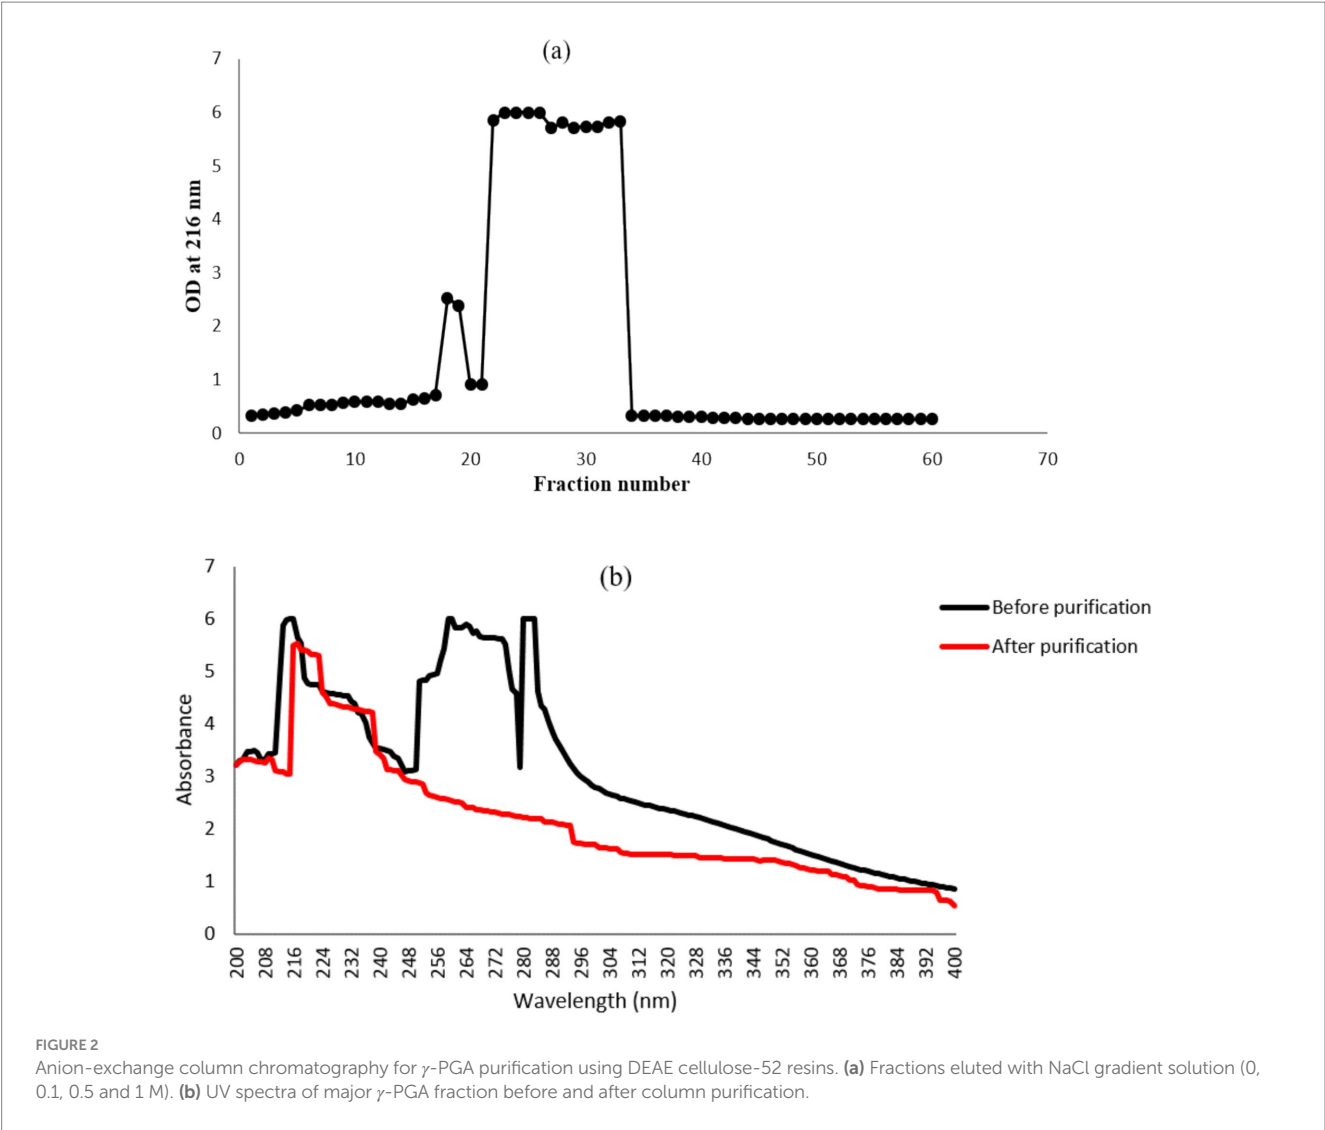 (a)
7
6
5
4
3
2
1
0
OD at 216 nm
0 10 20 30 40 50 60 70
Fraction number
(b)
7
6
5
4
3
2
1
0
Absorbance
Before purification
After purification
200 208 216 224 232 240 248 256 264 272 280 288 296 304 312 320 328 336 344 352 360 368 376 384 392 400
Wavelength (nm)
FIGURE 2
Anion-exchange column chromatography for γ-PGA purification using DEAE cellulose-52 resins. (a) Fractions eluted with NaCl gradient solution (0,
0.1, 0.5 and 1 M). (b) UV spectra of major γ-PGA fraction before and after column purification.